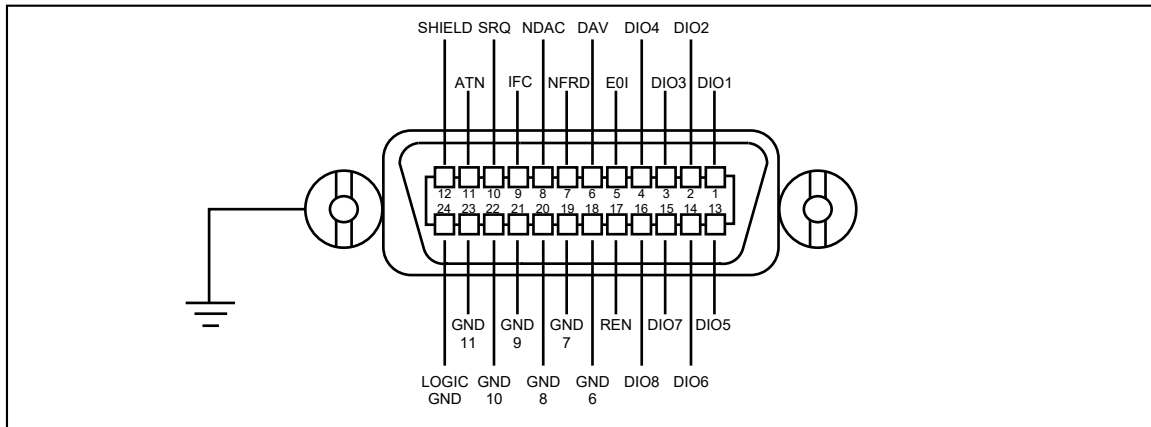 SHIELD SRQ NDAC DAV DIO4 DIO2
ATN IFC NFRD E0I DIO3 DIO1
12 11 10 9 8 7 6 5 4 3 2 1
24 23 22 21 20 19 18 17 16 15 14 13
GND 11 GND 9 GND 7 REN DIO7 DIO5
LOGIC GND GND 10 GND 8 GND 6 DIO8 DIO6